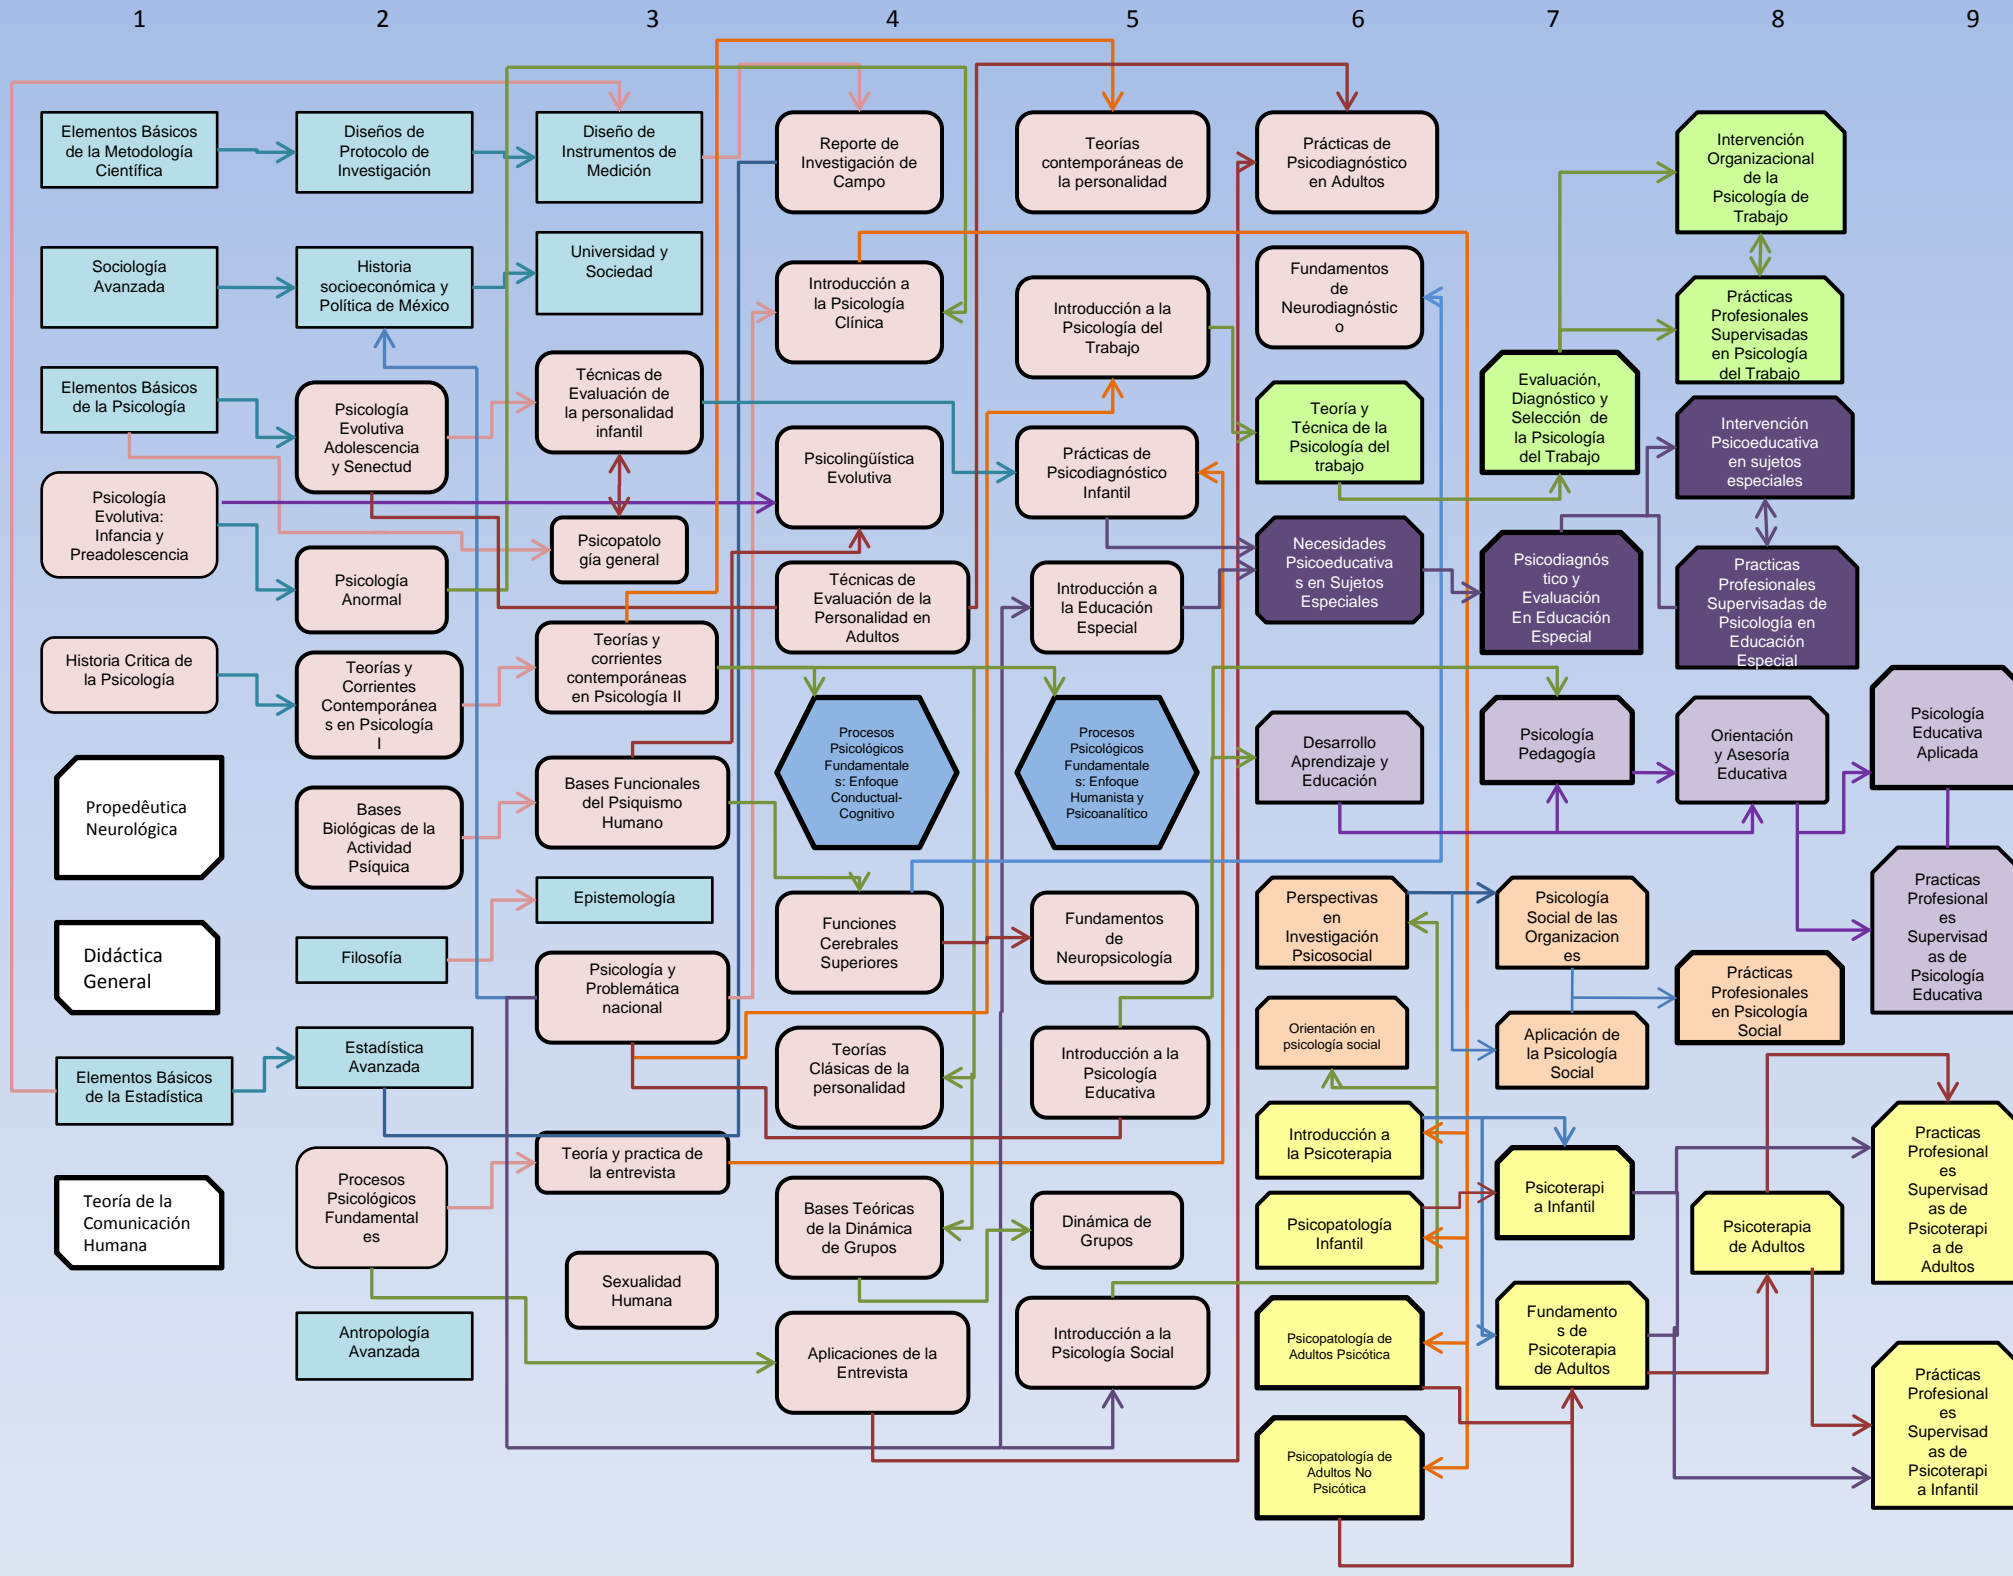 1
2
3
4
5
6
7
8
9
Elementos Básicos
de la Metodología
Científica
Sociología
Avanzada
Elementos Básicos
de la Psicología
Psicología
Evolutiva:
Infancia y
Preadolescencia
Historia Critica de
la Psicología
Propedêutica
Neurológica
Didáctica
General
Elementos Básicos
de la Estadística
Teoría de la
Comunicación
Humana
Diseños de
Protocolo de
Investigación
Historia
socioeconómica y
Política de México
Psicología
Evolutiva
Adolescencia
y Senectud
Psicología
Anormal
Teorías y
Corrientes
Contemporánea
s en Psicología
I
Bases
Biológicas de la
Actividad
Psíquica
Filosofía
Estadística
Avanzada
Procesos
Psicológicos
Fundamental
es
Antropología
Avanzada
Diseño de
Instrumentos de
Medición
Universidad y
Sociedad
Técnicas de
Evaluación de
la personalidad
infantil
Psicopatolo
gía general
Teorías y
corrientes
contemporáneas
en Psicología II
Bases Funcionales
del Psiquismo
Humano
Epistemología
Psicología y
Problemática
nacional
Teoría y practica de
la entrevista
Sexualidad
Humana
Reporte de
Investigación de
Campo
Introducción a
la Psicología
Clínica
Psicolingüística
Evolutiva
Técnicas de
Evaluación de la
Personalidad en
Adultos
Procesos
Psicológicos
Fundamentale
s: Enfoque
Conductual-
Cognitivo
Funciones
Cerebrales
Superiores
Teorías
Clásicas de la
personalidad
Bases Teóricas
de la Dinámica
de Grupos
Aplicaciones de la
Entrevista
Teorías
contemporáneas de
la personalidad
Introducción a la
Psicología del
Trabajo
Prácticas de
Psicodiagnóstico
Infantil
Introducción a
la Educación
Especial
Procesos
Psicológicos
Fundamentale
s: Enfoque
Humanista y
Psicoanalítico
Fundamentos
de
Neuropsicología
Introducción a la
Psicología
Educativa
Dinámica de
Grupos
Introducción a la
Psicología Social
Prácticas de
Psicodiagnóstico
en Adultos
Fundamentos
de
Neurodiagnóstic
o
Teoría y
Técnica de la
Psicología del
trabajo
Necesidades
Psicoeducativa
s en Sujetos
Especiales
Desarrollo
Aprendizaje y
Educación
Perspectivas
en
Investigación
Psicosocial
Orientación en
psicología social
Introducción a
la Psicoterapia
Psicopatología
Infantil
Psicopatología de
Adultos Psicótica
Psicopatología de
Adultos No
Psicótica
Evaluación,
Diagnóstico y
Selección de
la Psicología
del Trabajo
Psicodiagnós
tico y
Evaluación
En Educación
Especial
Psicología
Pedagogía
Psicología
Social de las
Organizacion
es
Aplicación de
la Psicología
Social
Psicoterapi
a Infantil
Fundamento
s de
Psicoterapia
de Adultos
Intervención
Organizacional
de la
Psicología de
Trabajo
Prácticas
Profesionales
Supervisadas
en Psicología
del Trabajo
Intervención
Psicoeducativa
en sujetos
especiales
Practicas
Profesionales
Supervisadas de
Psicología en
Educación
Especial
Orientación
y Asesoría
Educativa
Prácticas
Profesionales
en Psicología
Social
Psicoterapia
de Adultos
Psicología
Educativa
Aplicada
Practicas
Profesional
es
Supervisad
as de
Psicología
Educativa
Practicas
Profesional
es
Supervisad
as de
Psicoterapi
a de
Adultos
Prácticas
Profesional
es
Supervisad
as de
Psicoterapi
a Infantil